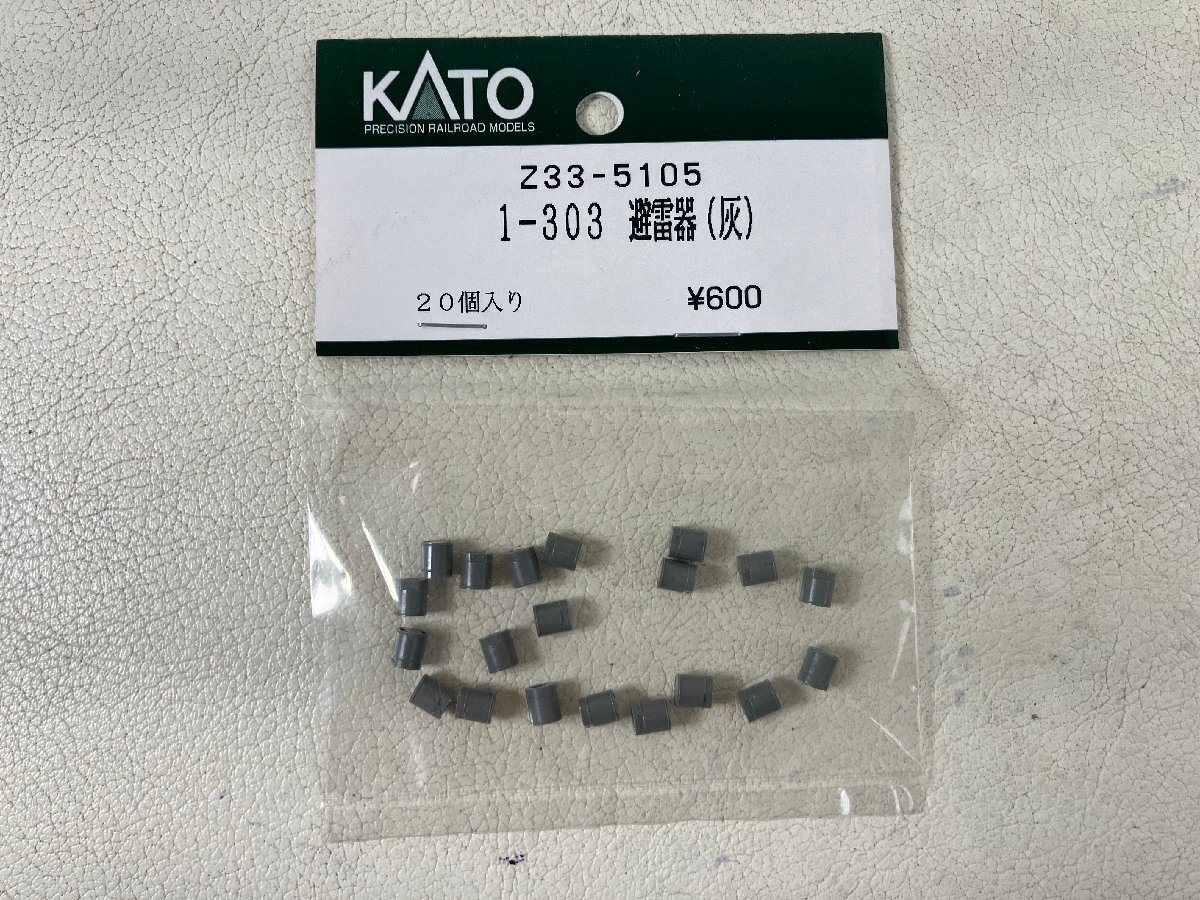 KATO
PRECISION RAILROAD MODELS
Z33-5105
1-303 避雷器(灰)
20個入り ¥600